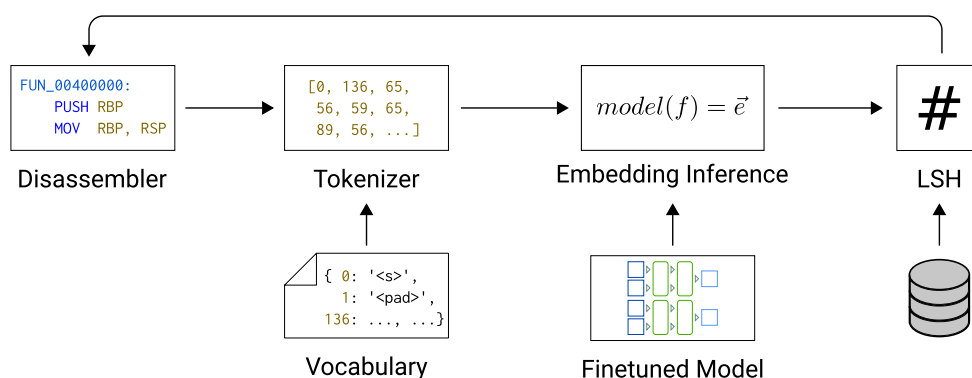 FUN_00400000:
PUSH RBP
MOV RBP, RSP
Disassembler
[0, 136, 65,
56, 59, 65,
89, 56, ...]
Tokenizer
model(f) = e⃗
Embedding Inference
#
LSH
{ 0: '<s>',
1: '<pad>',
136: ..., ...}
Vocabulary
Finetuned Model